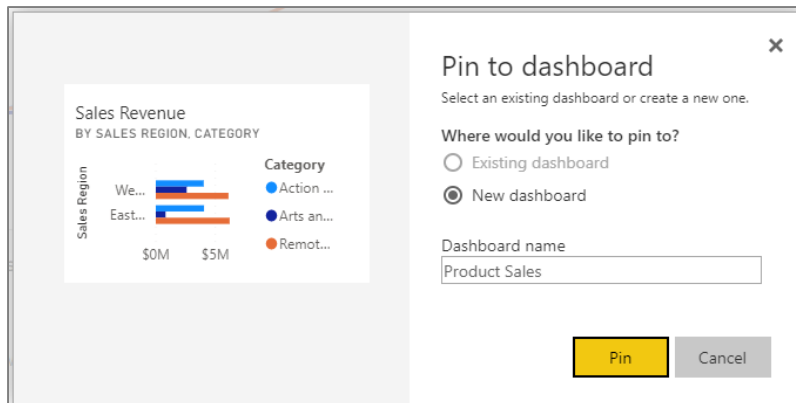 Sales Revenue
BY SALES REGION, CATEGORY
Sales Region
We...
East...
$0M $5M
Category
Action ...
Arts an...
Remot...
Pin to dashboard
Select an existing dashboard or create a new one.
Where would you like to pin to?
Existing dashboard
New dashboard
Dashboard name
Product Sales
Pin Cancel